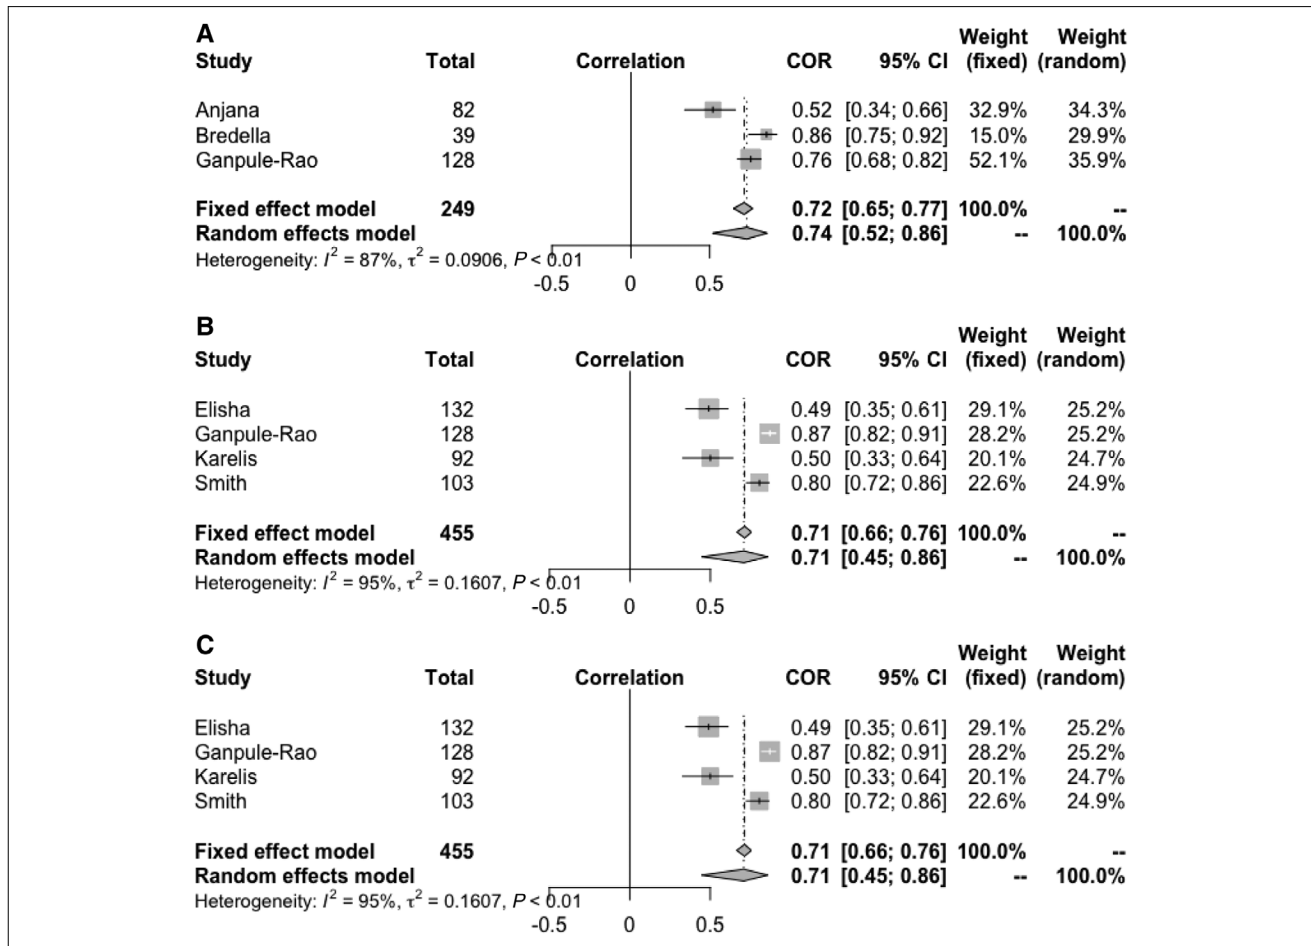 A
Weight Weight
Study Total Correlation COR 95% CI (fixed) (random)
Anjana 82 0.52 [0.34; 0.66] 32.9% 34.3%
Bredella 39 0.86 [0.75; 0.92] 15.0% 29.9%
Ganpule-Rao 128 0.76 [0.68; 0.82] 52.1% 35.9%
Fixed effect model 249 0.72 [0.65; 0.77] 100.0% --
Random effects model 0.74 [0.52; 0.86] -- 100.0%
Heterogeneity: I² = 87%, τ² = 0.0906, P < 0.01
-0.5 0 0.5
B
Weight Weight
Study Total Correlation COR 95% CI (fixed) (random)
Elisha 132 0.49 [0.35; 0.61] 29.1% 25.2%
Ganpule-Rao 128 0.87 [0.82; 0.91] 28.2% 25.2%
Karelis 92 0.50 [0.33; 0.64] 20.1% 24.7%
Smith 103 0.80 [0.72; 0.86] 22.6% 24.9%
Fixed effect model 455 0.71 [0.66; 0.76] 100.0% --
Random effects model 0.71 [0.45; 0.86] -- 100.0%
Heterogeneity: I² = 95%, τ² = 0.1607, P < 0.01
-0.5 0 0.5
C
Weight Weight
Study Total Correlation COR 95% CI (fixed) (random)
Elisha 132 0.49 [0.35; 0.61] 29.1% 25.2%
Ganpule-Rao 128 0.87 [0.82; 0.91] 28.2% 25.2%
Karelis 92 0.50 [0.33; 0.64] 20.1% 24.7%
Smith 103 0.80 [0.72; 0.86] 22.6% 24.9%
Fixed effect model 455 0.71 [0.66; 0.76] 100.0% --
Random effects model 0.71 [0.45; 0.86] -- 100.0%
Heterogeneity: I² = 95%, τ² = 0.1607, P < 0.01
-0.5 0 0.5